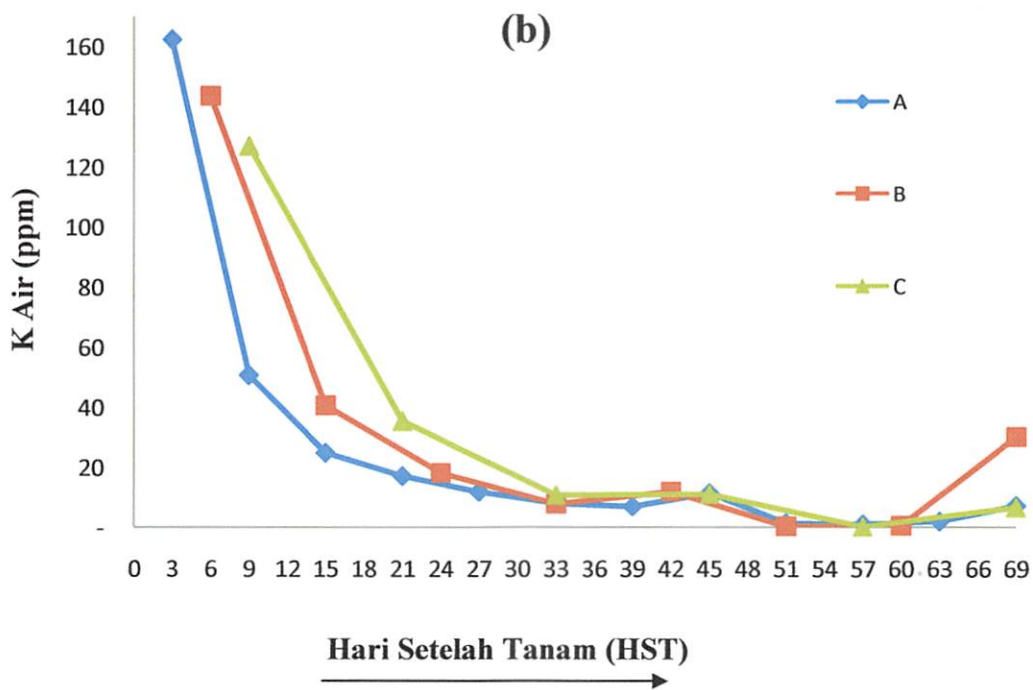 (b)
160
140
120
100
80
60
40
20
-
K Air (ppm)
A
B
C
0 3 6 9 12 15 18 21 24 27 30 33 36 39 42 45 48 51 54 57 60 63 66 69
Hari Setelah Tanam (HST)